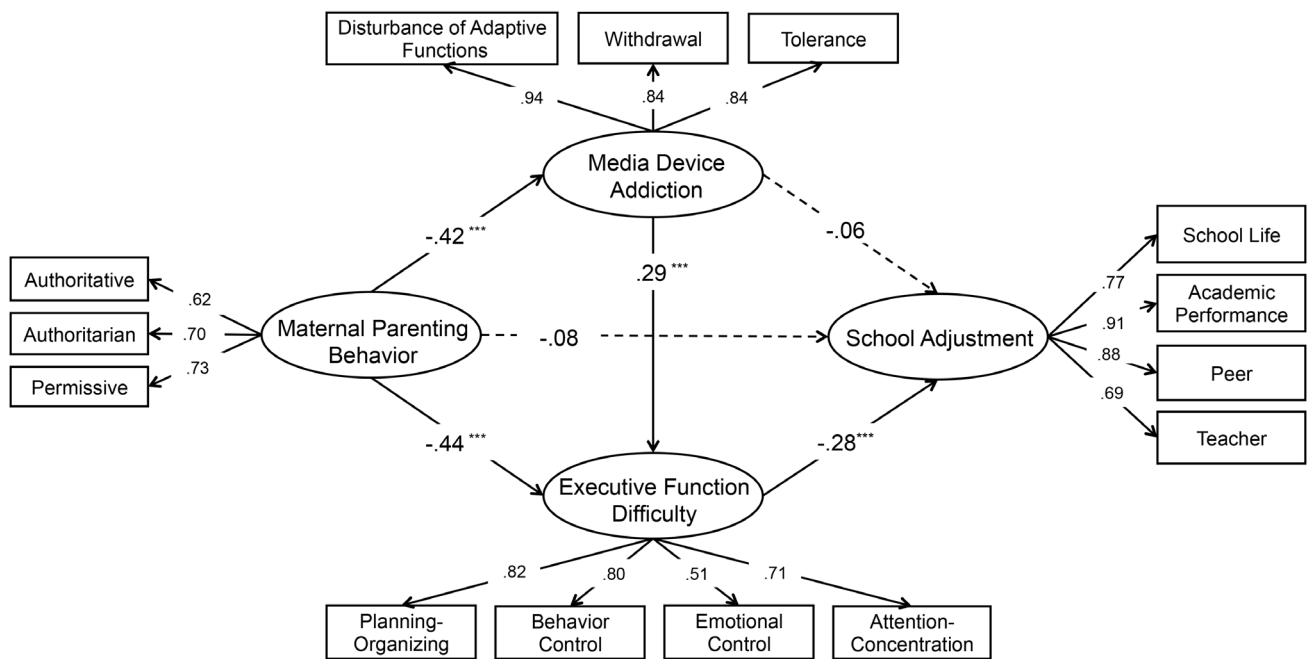 Disturbance of Adaptive
Functions
Withdrawal
Tolerance
.94
.84
.84
Media Device
Addiction
-.42 ***
-.06
.29 ***
School Life
Academic
Performance
Peer
Teacher
.77
.91
.88
.69
Authoritative
Authoritarian
Permissive
.62
.70
.73
Maternal Parenting
Behavior
-.08
School Adjustment
-.44 ***
-.28***
Executive Function
Difficulty
.82
.80
.51
.71
Planning-
Organizing
Behavior
Control
Emotional
Control
Attention-
Concentration